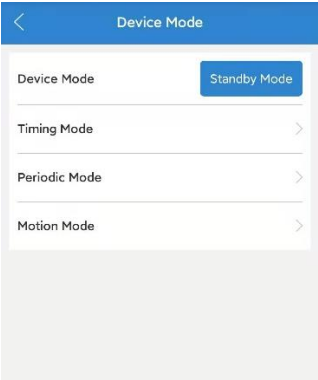 Device Mode
Device Mode Standby Mode
Timing Mode
Periodic Mode
Motion Mode